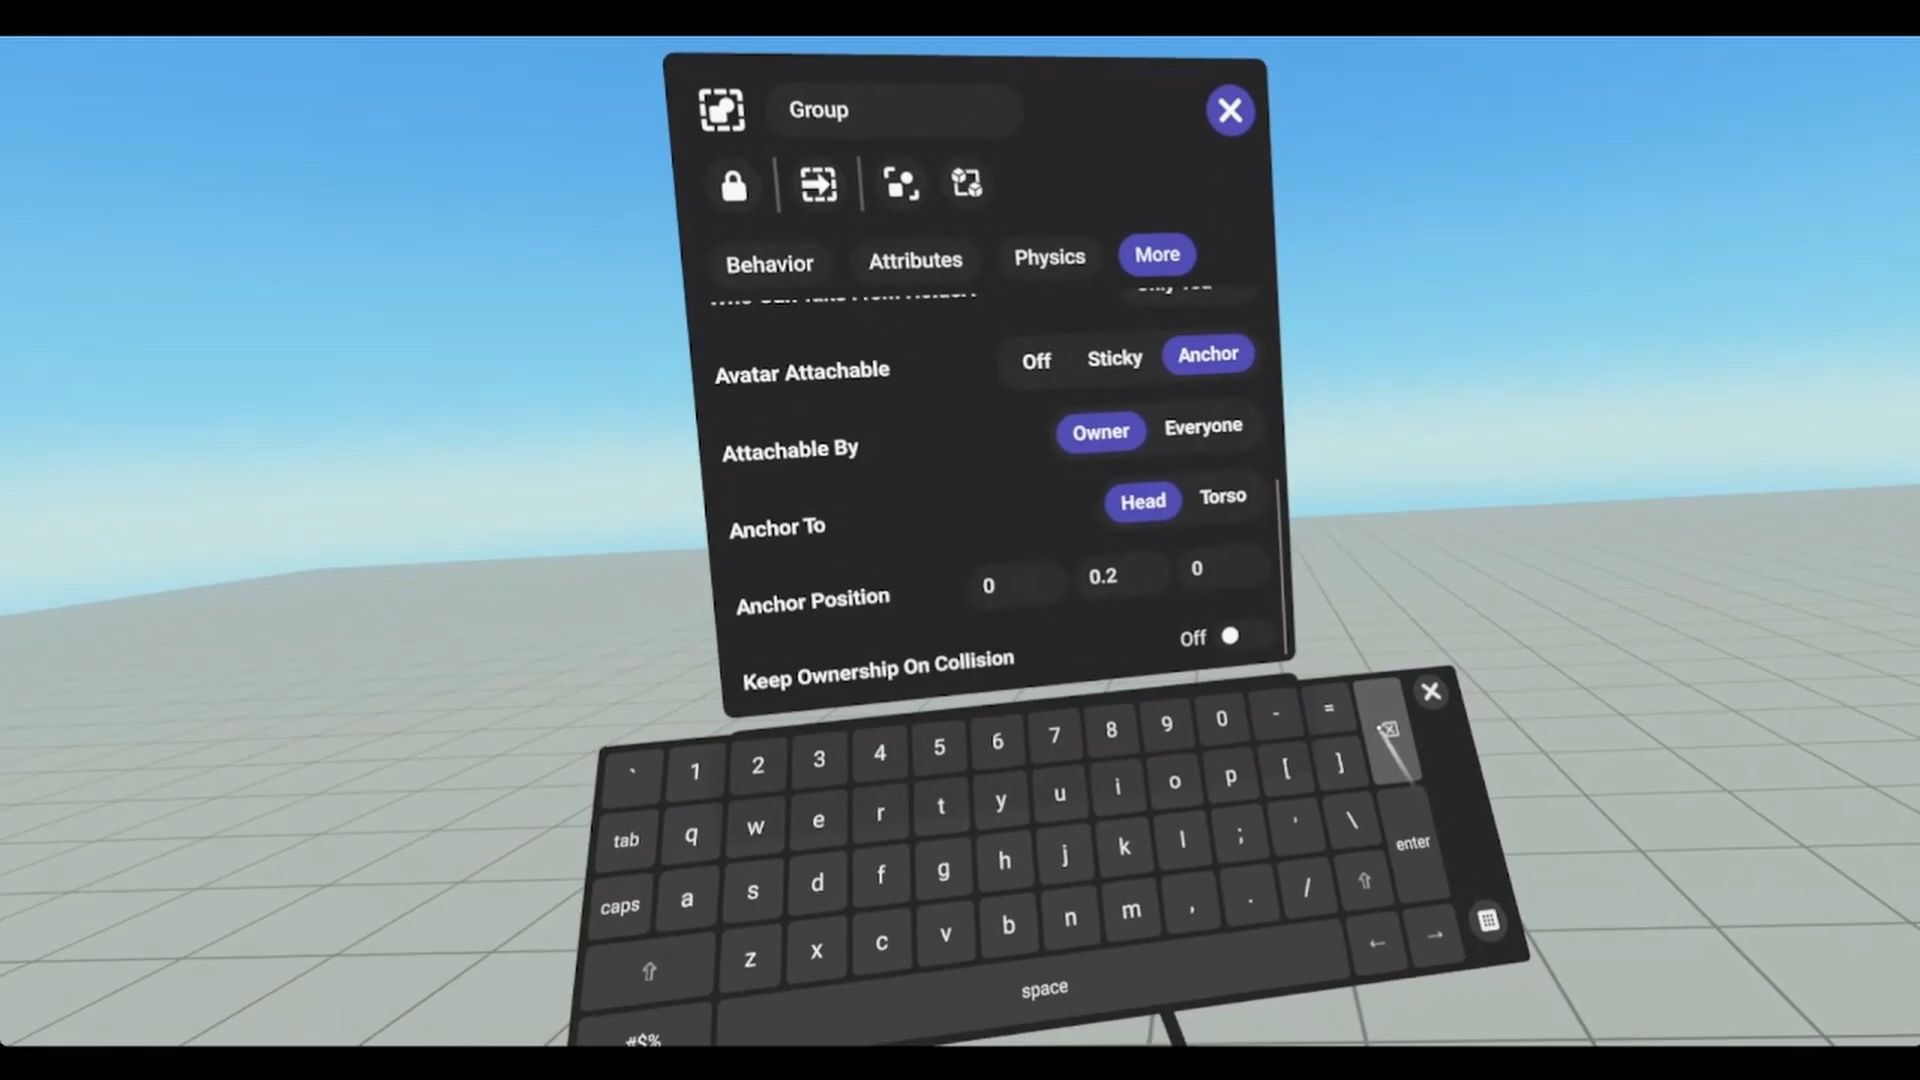 Group
Behavior Attributes Physics More
Avatar Attachable Off Sticky Anchor
Attachable By Owner Everyone
Anchor To Head Torso
Anchor Position 0 0.2 0
Keep Ownership On Collision Off
` 1 2 3 4 5 6 7 8 9 0 - =
tab q w e r t y u i o p [ ]
caps a s d f g h j k l ; ' \ enter
z x c v b n m , . / 
#$% space ← →